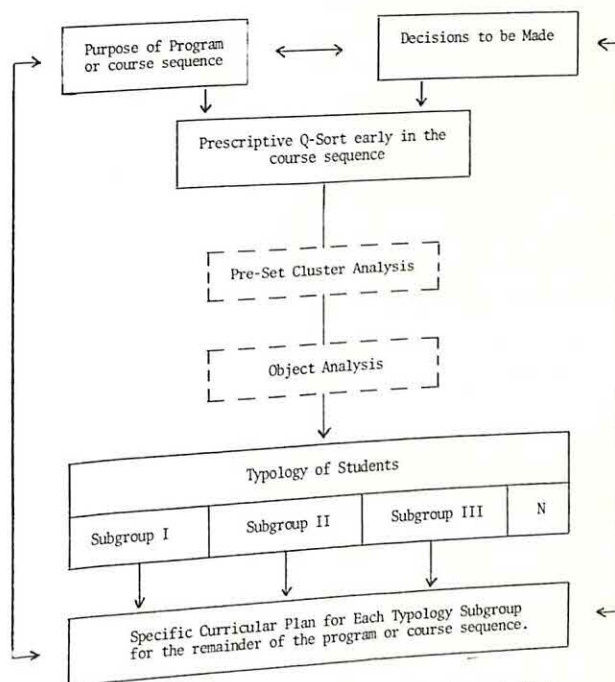 Purpose of Program
or course sequence
Decisions to be Made
Prescriptive Q-Sort early in the
course sequence
Pre-Set Cluster Analysis
Object Analysis
Typology of Students
Subgroup I
Subgroup II
Subgroup III
N
Specific Curricular Plan for Each Typology Subgroup
for the remainder of the program or course sequence.